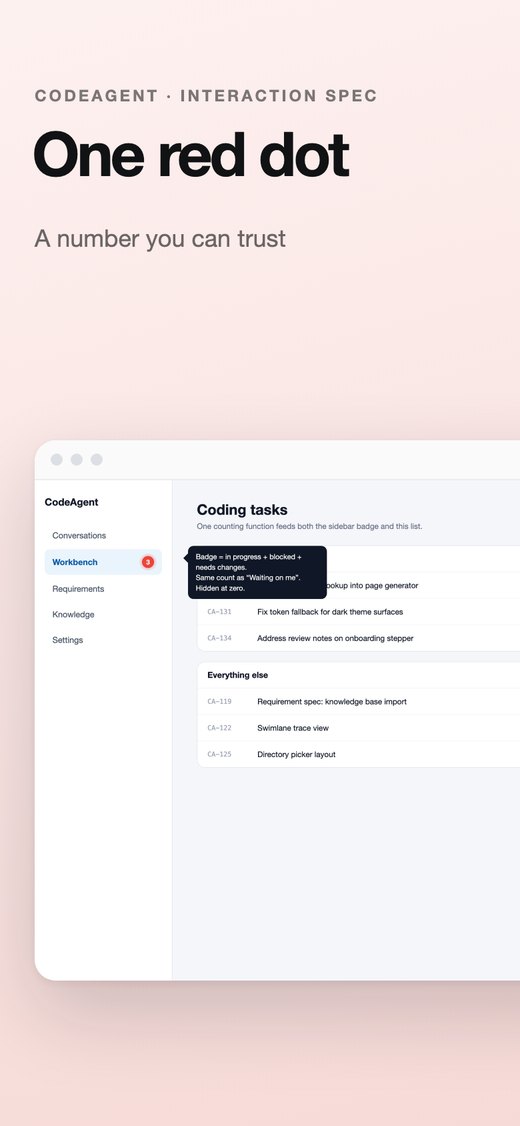 CODEAGENT · INTERACTION SPEC
One red dot
A number you can trust
CodeAgent
Conversations
Workbench
3
Requirements
Knowledge
Settings
Coding tasks
One counting function feeds both the sidebar badge and this list.
Badge = in progress + blocked +
needs changes.
Same count as "Waiting on me".
Hidden at zero.
into page generator
CA-131
Fix token fallback for dark theme surfaces
CA-134
Address review notes on onboarding stepper
Everything else
CA-119
Requirement spec: knowledge base import
CA-122
Swimlane trace view
CA-125
Directory picker layout